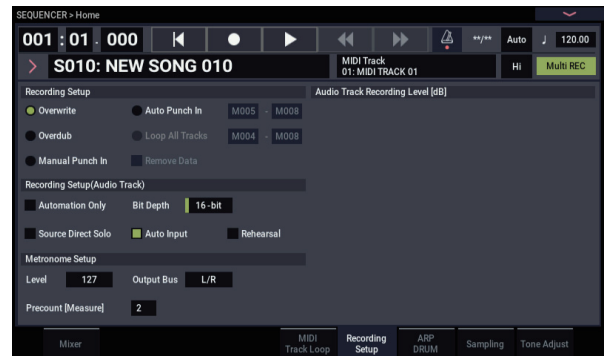 SEQUENCER > Home
001 : 01 . 000 **/** Auto ♩ 120.00
S010: NEW SONG 010 MIDI Track 01: MIDI TRACK 01 Hi Multi REC
Recording Setup Audio Track Recording Level [dB]
Overwrite Auto Punch In M005 - M008
Overdub Loop All Tracks M004 - M008
Manual Punch In Remove Data
Recording Setup(Audio Track)
Automation Only Bit Depth 16-bit
Source Direct Solo Auto Input Rehearsal
Metronome Setup
Level 127 Output Bus L/R
Precount [Measure] 2
Mixer MIDI Track Loop Recording Setup ARP DRUM Sampling Tone Adjust